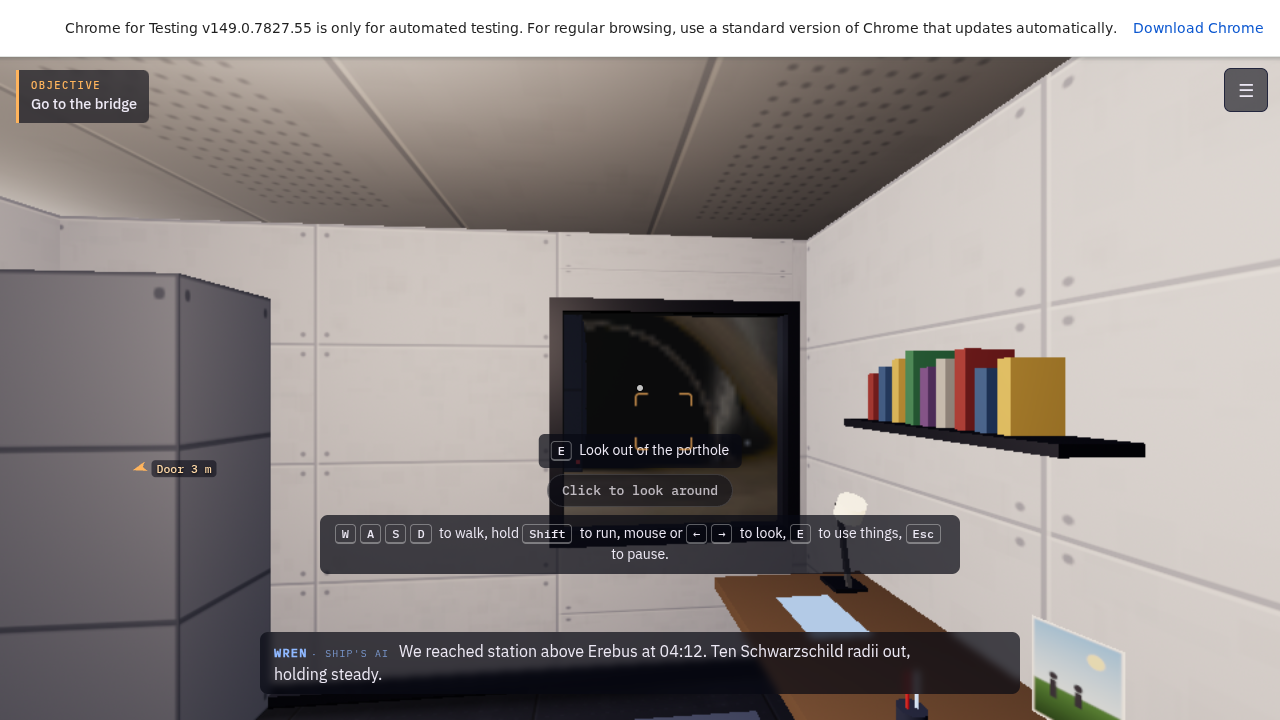 Chrome for Testing v149.0.7827.55 is only for automated testing. For regular browsing, use a standard version of Chrome that updates automatically. Download Chrome
OBJECTIVE
Go to the bridge
☰
E Look out of the porthole
Door 3 m
Click to look around
W A S D to walk, hold Shift to run, mouse or ← → to look, E to use things, Esc
to pause.
WREN · SHIP'S AI We reached station above Erebus at 04:12. Ten Schwarzschild radii out,
holding steady.